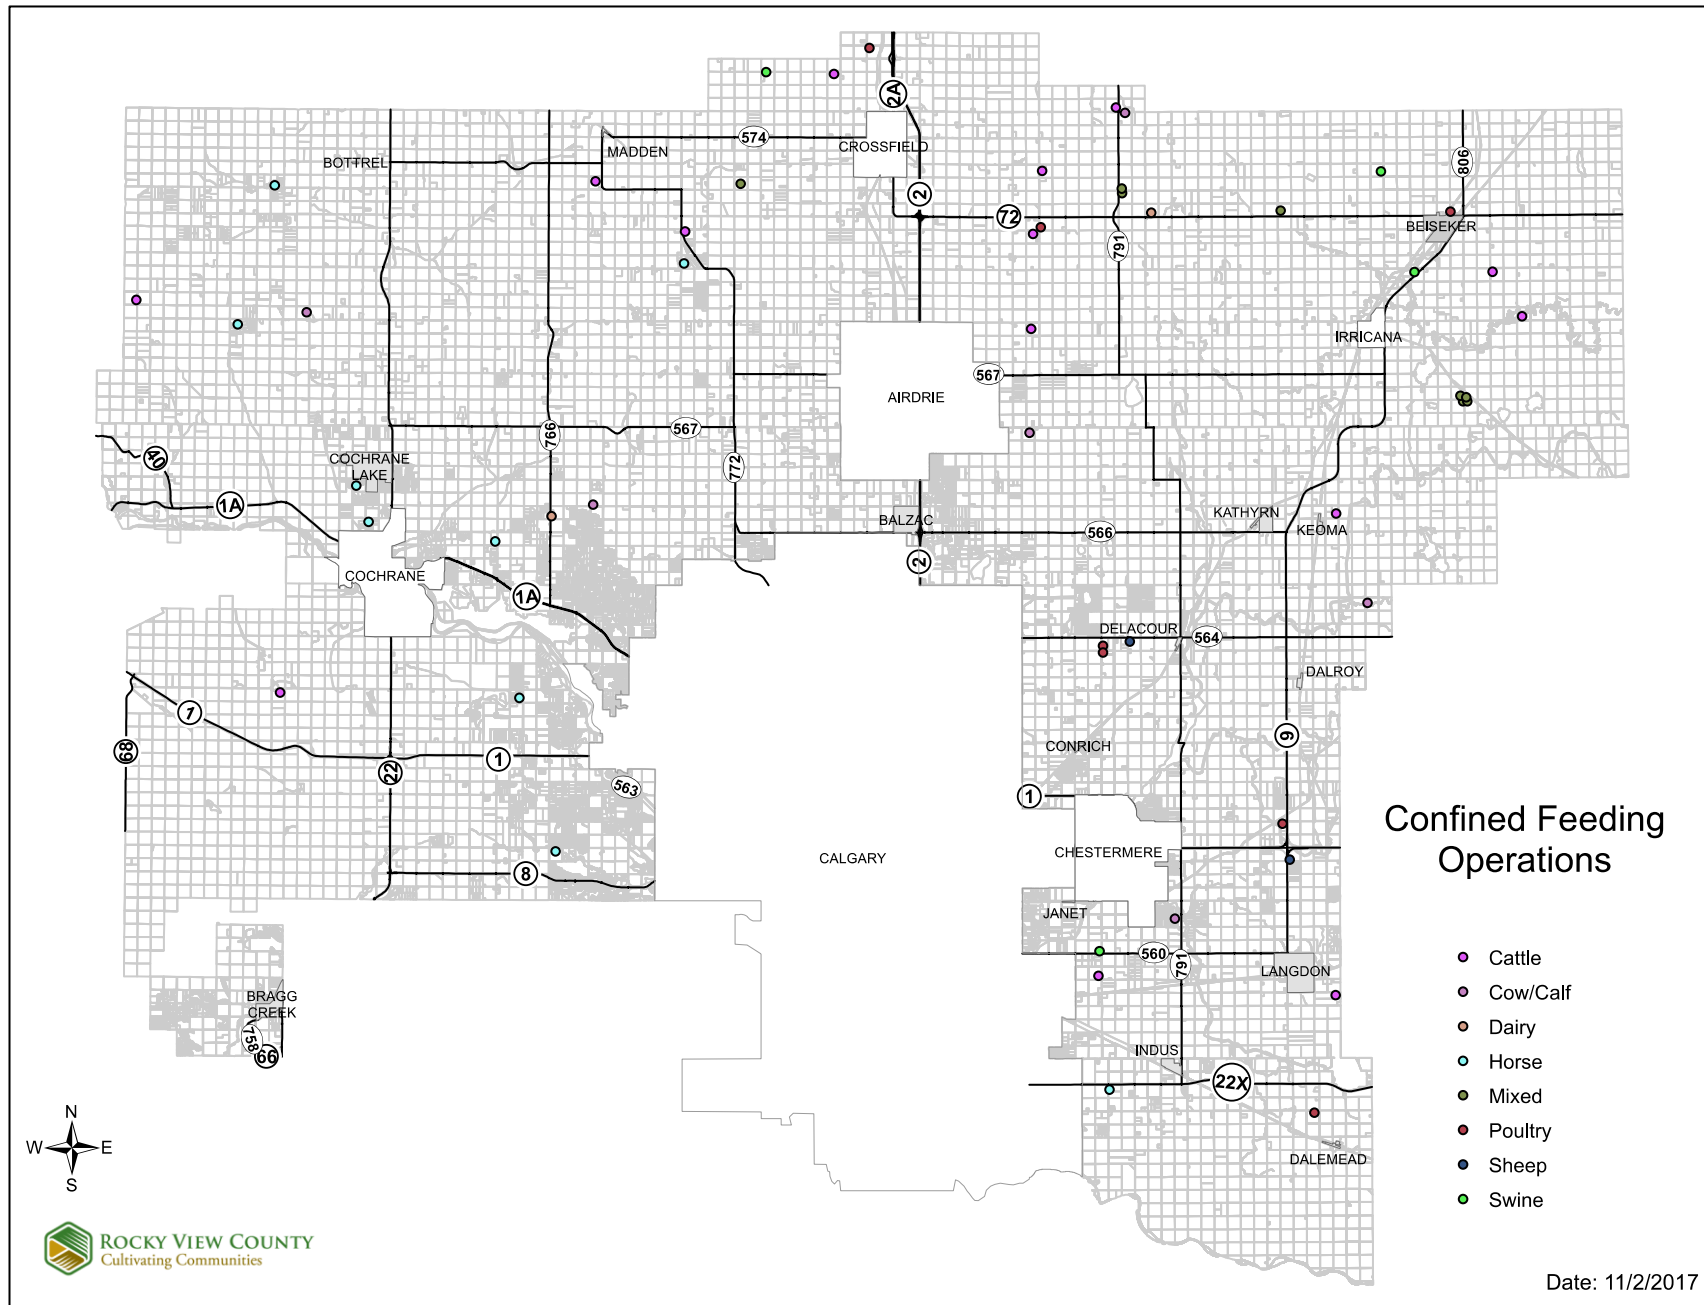 2A
574
CROSSFIELD
MADDEN
BOTTREL
806
2
72
791
BEISEKER
IRRICANA
567
AIRDRIE
766
567
772
40
COCHRANE
LAKE
1A
BALZAC
KATHYRN
KEOMA
566
2
COCHRANE
1A
DELACOUR
564
DALROY
1
68
22
1
563
CONRICH
9
1
CALGARY
CHESTERMERE
8
JANET
560
791
LANGDON
BRAGG
CREEK
758
66
INDUS
22X
DALEMEAD
Confined Feeding
Operations
Cattle
Cow/Calf
Dairy
Horse
Mixed
Poultry
Sheep
Swine
N
W E
S
ROCKY VIEW COUNTY
Cultivating Communities
Date: 11/2/2017